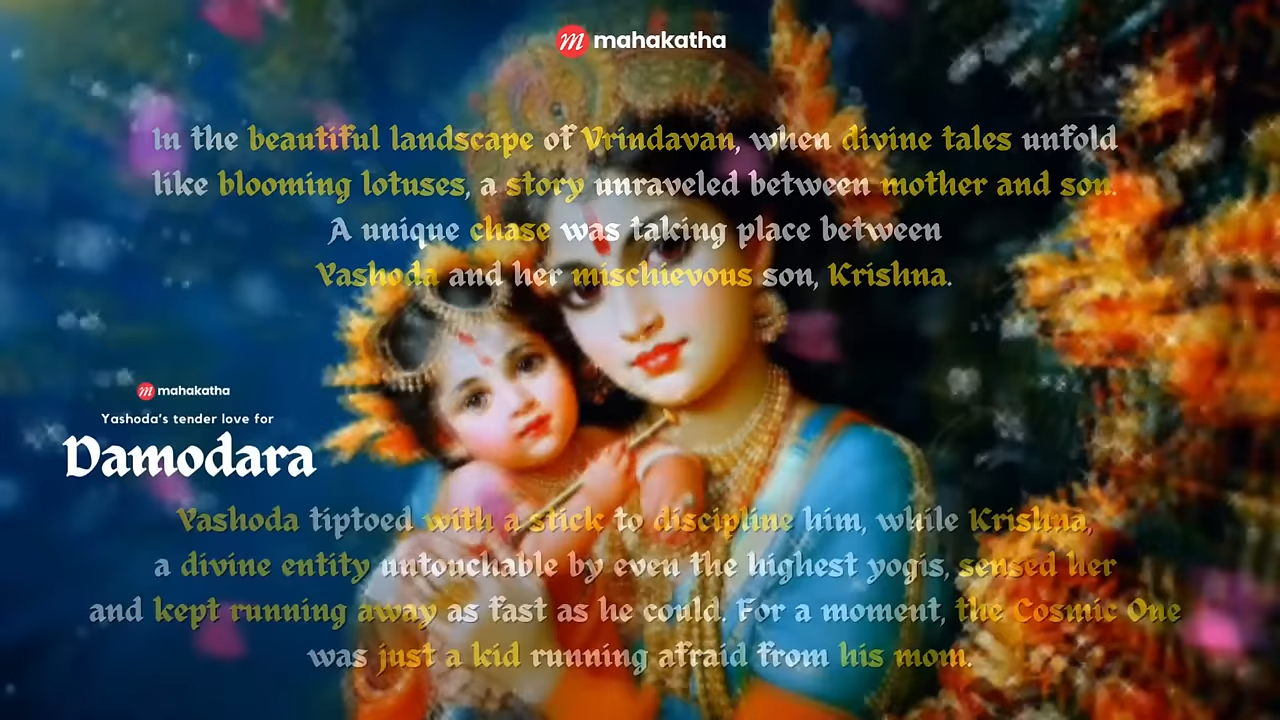 mahakatha
In the beautiful landscape of Vrindavan, when divine tales unfold
like blooming lotuses, a story unraveled between mother and son.
A unique chase was taking place between
Yashoda and her mischievous son, Krishna.
mahakatha
Yashoda's tender love for
Damodara
Yashoda tiptoed with a stick to discipline him, while Krishna,
a divine entity untouchable by even the highest yogis, sensed her
and kept running away as fast as he could. For a moment, the Cosmic One
was just a kid running afraid from his mom.